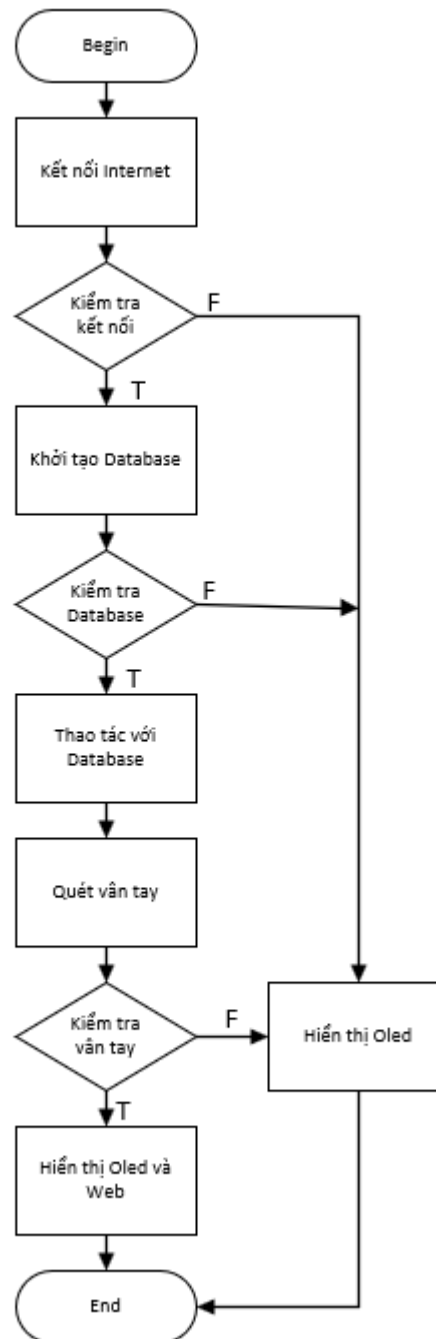 Begin
Kết nối Internet
Kiểm tra
kết nối
F
T
Khởi tạo Database
Kiểm tra
Database
F
T
Thao tác với
Database
Quét vân tay
Kiểm tra
vân tay
F
Hiển thị Oled
T
Hiển thị Oled và
Web
End